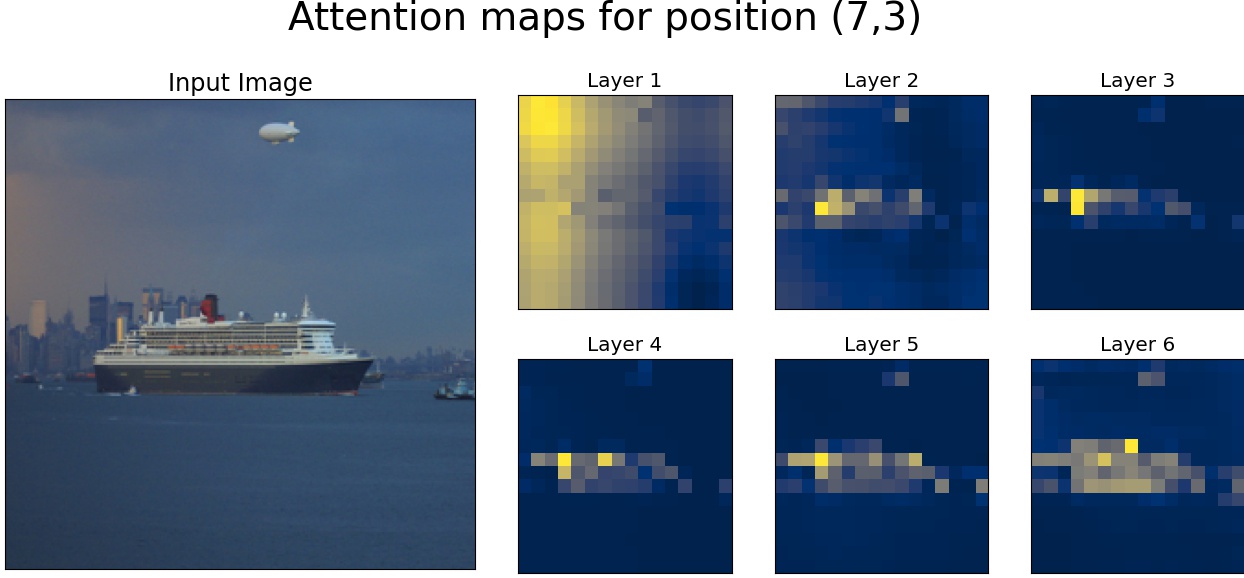 Attention maps for position (7,3)
Input Image
Layer 1
Layer 2
Layer 3
Layer 4
Layer 5
Layer 6